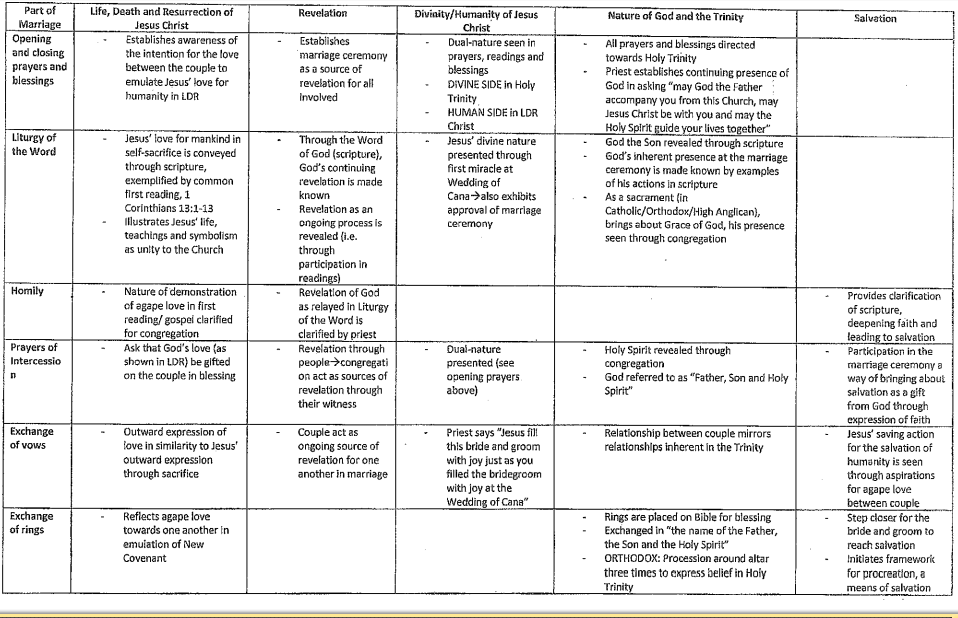 Part of
Marriage
Life, Death and Resurrection of
Jesus Christ
Revelation
Divinity/Humanity of Jesus
Christ
Nature of God and the Trinity
Salvation
Opening
and closing
prayers and
blessings
- Establishes awareness of
the intention for the love
between the couple to
emulate Jesus' love for
humanity in LDR
- Establishes
marriage ceremony
as a source of
revelation for all
Involved
- Dual-nature seen in
prayers, readings and
blessings
- DIVINE SIDE in Holy
Trinity
- HUMAN SIDE in LDR
Christ
- All prayers and blessings directed
towards Holy Trinity
- Priest establishes continuing presence of
God in asking "may God the Father
accompany you from this Church, may
Jesus Christ be with you and may the
Holy Spirit guide your lives together"
Liturgy of
the Word
- Jesus' love for mankind in
self-sacrifice is conveyed
through scripture,
exemplified by common
first reading, 1
Corinthians 13:1-13
- Illustrates Jesus' life,
teachings and symbolism
as unity to the Church
- Through the Word
of God (scripture),
God's continuing
revelation is made
known
- Revelation as an
ongoing process is
revealed (i.e.
through
participation in
readings)
- Jesus' divine nature
presented through
first miracle at
Wedding of
Cana→also exhibits
approval of marriage
ceremony
- God the Son revealed through scripture
- God's inherent presence at the marriage
ceremony is made known by examples
of his actions in scripture
- As a sacrament (in
Catholic/Orthodox/High Anglican),
brings about Grace of God, his presence
seen through congregation
Homily
- Nature of demonstration
of agape love in first
reading/ gospel clarified
for congregation
- Revelation of God
as relayed in Liturgy
of the Word is
clarified by priest
- Provides clarification
of scripture,
deepening faith and
leading to salvation
Prayers of
Intercessio
n
- Ask that God's love (as
shown in LDR) be gifted
on the couple in blessing
- Revelation through
people→congregati
on act as sources of
revelation through
their witness
- Dual-nature
presented (see
opening prayers
above)
- Holy Spirit revealed through
congregation
- God referred to as "Father, Son and Holy
Spirit"
- Participation in the
marriage ceremony a
way of bringing about
salvation as a gift
from God through
expression of faith
Exchange
of vows
- Outward expression of
love in similarity to Jesus'
outward expression
through sacrifice
- Couple act as
ongoing source of
revelation for one
another in marriage
- Priest says "Jesus fill
this bride and groom
with joy just as you
filled the bridegroom
with joy at the
Wedding of Cana"
- Relationship between couple mirrors
relationships inherent in the Trinity
- Jesus' saving action
for the salvation of
humanity is seen
through aspirations
for agape love
between couple
Exchange
of rings
- Reflects agape love
towards one another in
emulation of New
Covenant
- Rings are placed on Bible for blessing
- Exchanged in "the name of the Father,
the Son and the Holy Spirit"
- ORTHODOX: Procession around altar
three times to express belief in Holy
Trinity
- Step closer for the
bride and groom to
reach salvation
- Initiates framework
for procreation, a
means of salvation